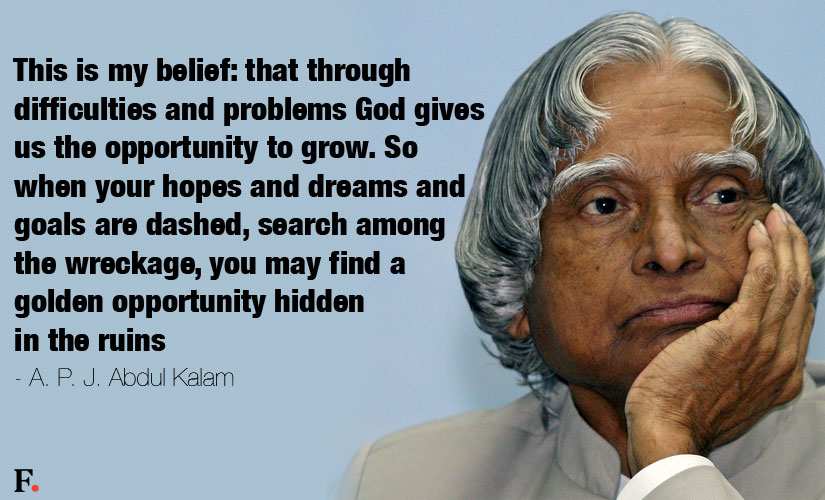 This is my belief: that through
difficulties and problems God gives
us the opportunity to grow. So
when your hopes and dreams and
goals are dashed, search among
the wreckage, you may find a
golden opportunity hidden
in the ruins
- A. P. J. Abdul Kalam
F.